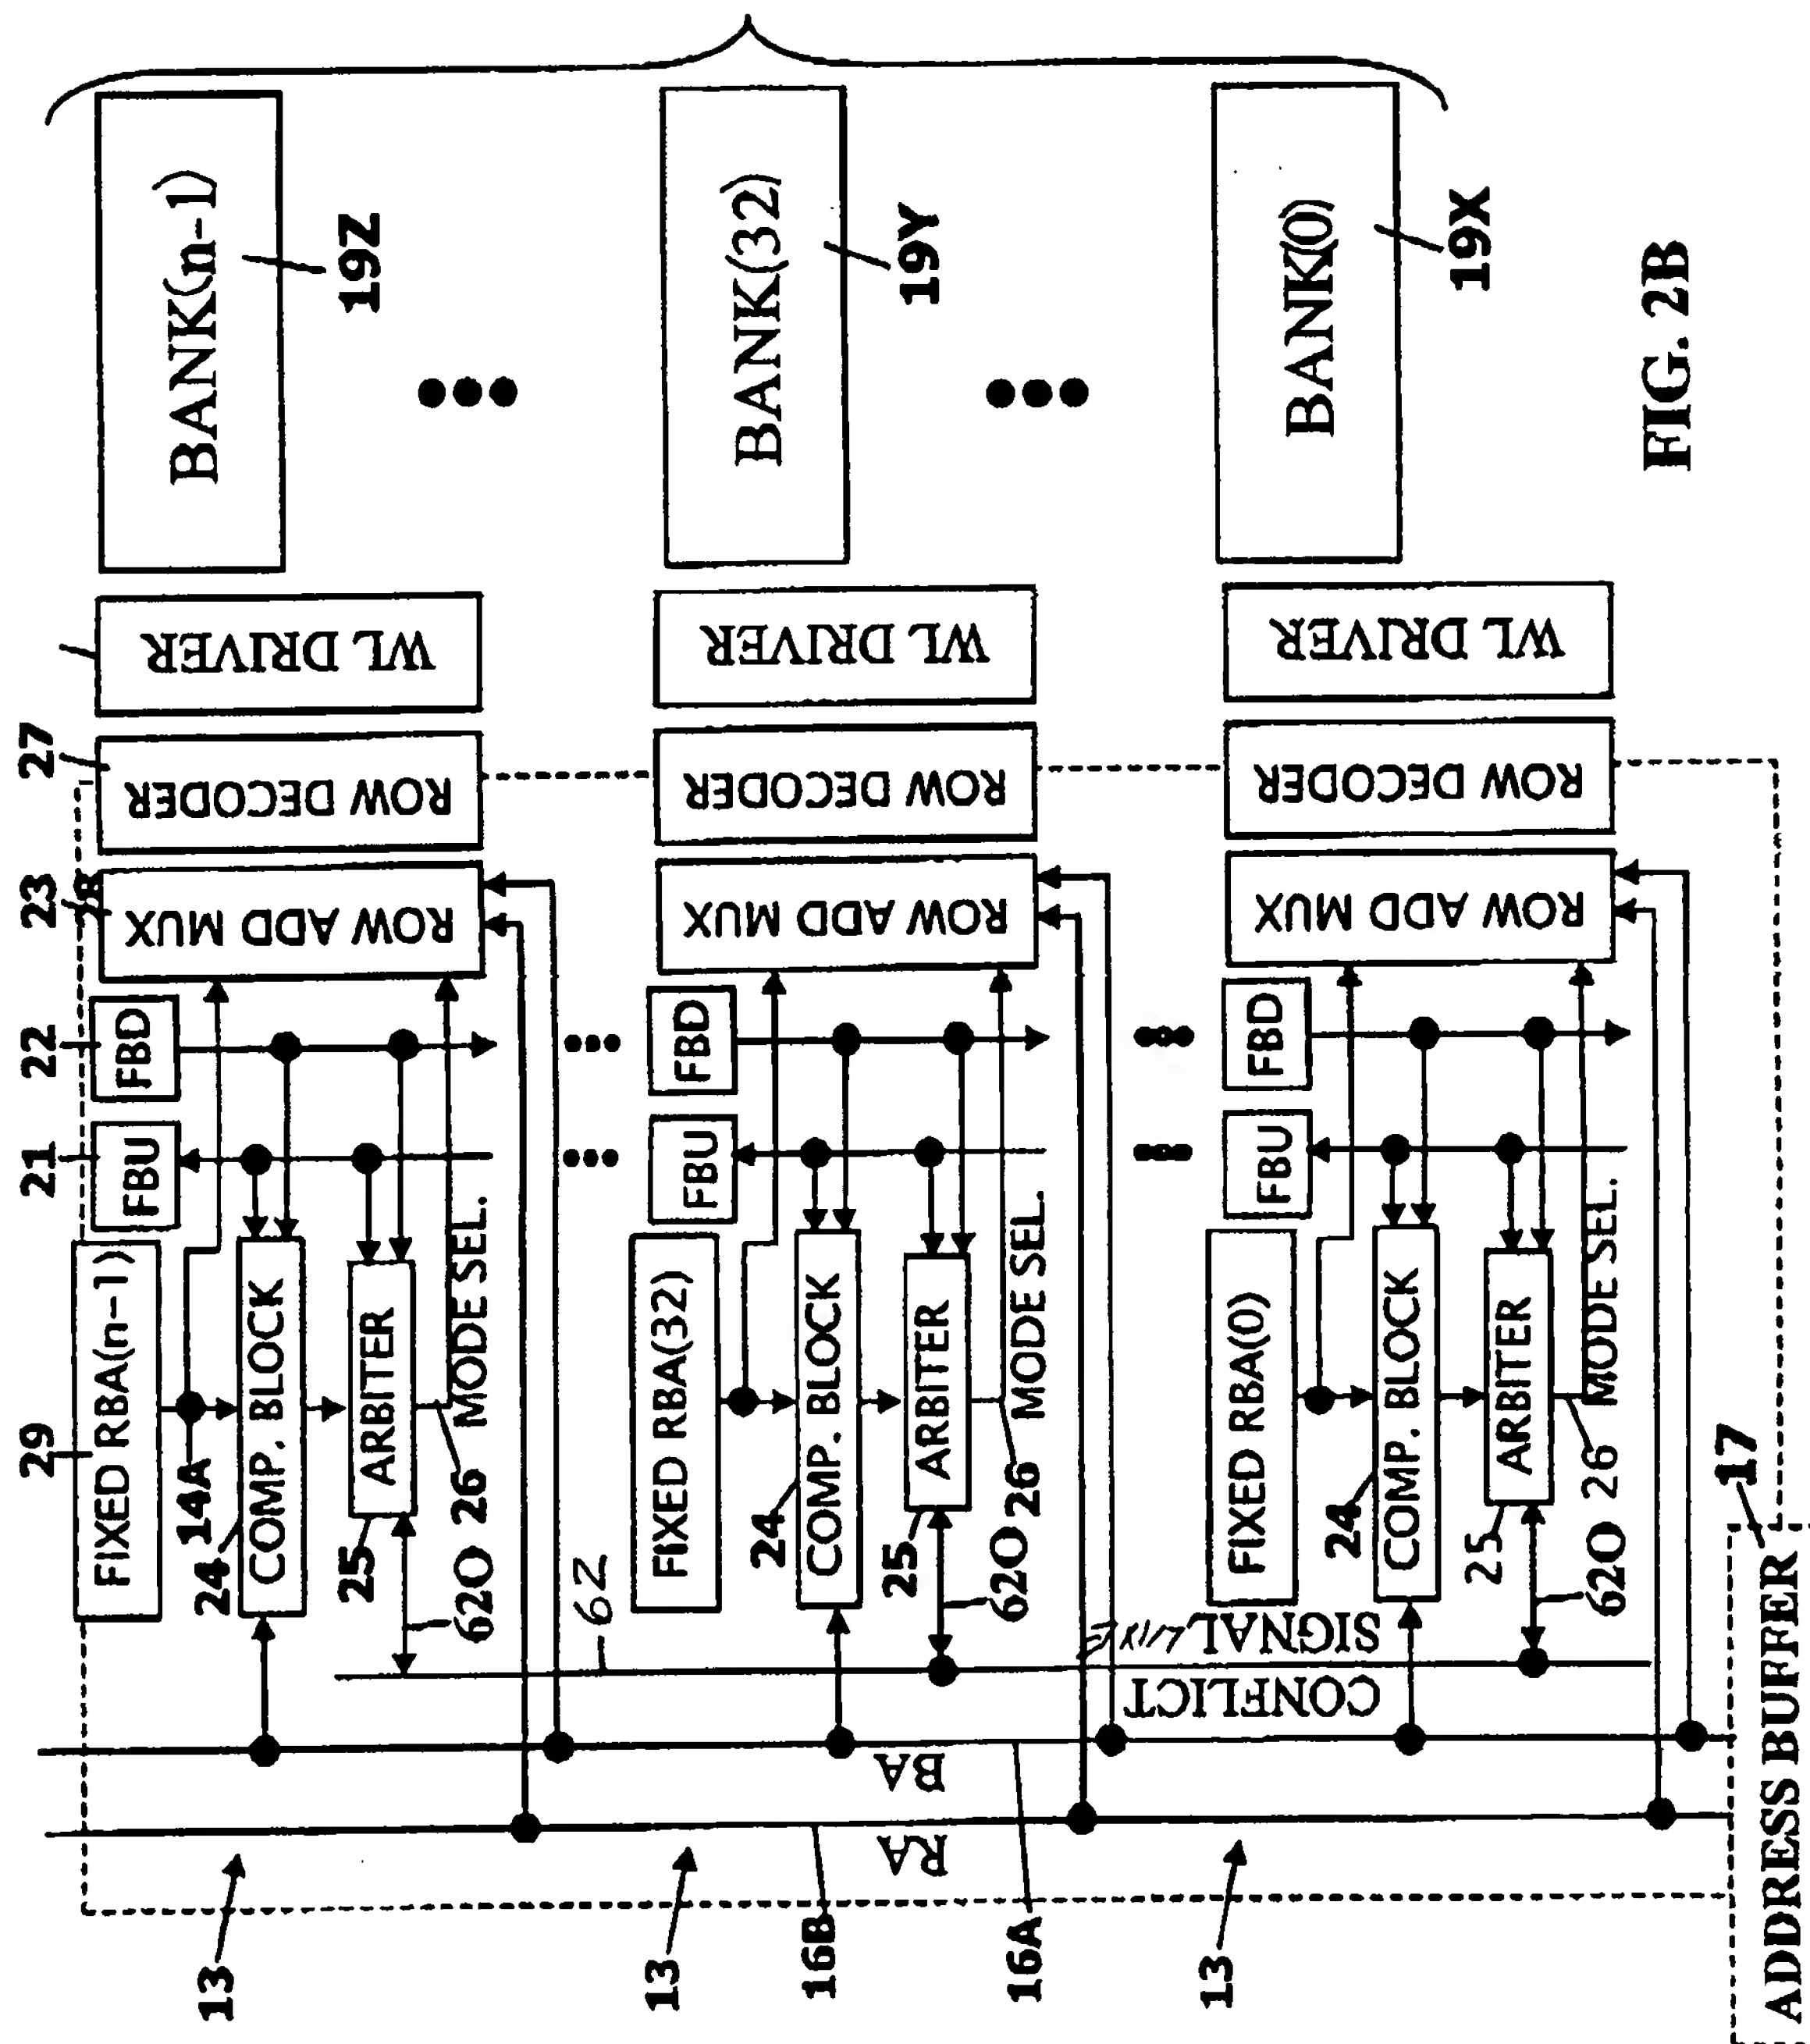 29
21
22
23
27
FIXED RBA(n-1)
FBU
FBD
ROW ADD MUX
ROW DECODER
WL DRIVER
BANK(n-1)
19Z
14A
24
COMP. BLOCK
25
ARBITER
620
26
MODE SEL.
62
13
FIXED RBA(32)
FBU
FBD
ROW ADD MUX
ROW DECODER
WL DRIVER
BANK(32)
19Y
24
COMP. BLOCK
25
ARBITER
620
26
MODE SEL.
13
CONFLICT
SIGNAL
BA
RA
16B
16A
FIXED RBA(0)
FBU
FBD
ROW ADD MUX
ROW DECODER
WL DRIVER
BANK(0)
19X
24
COMP. BLOCK
25
ARBITER
620
26
MODE SEL.
13
17
ADDRESS BUFFER
FIG. 2B